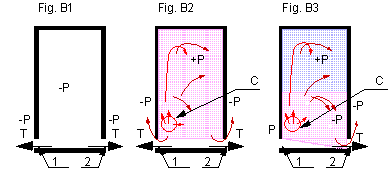 Fig. B1 Fig. B2 Fig. B3
+P
-P C C
-P -P -P
-P -P P -P
T T T T T
1 2 1 2 1 2